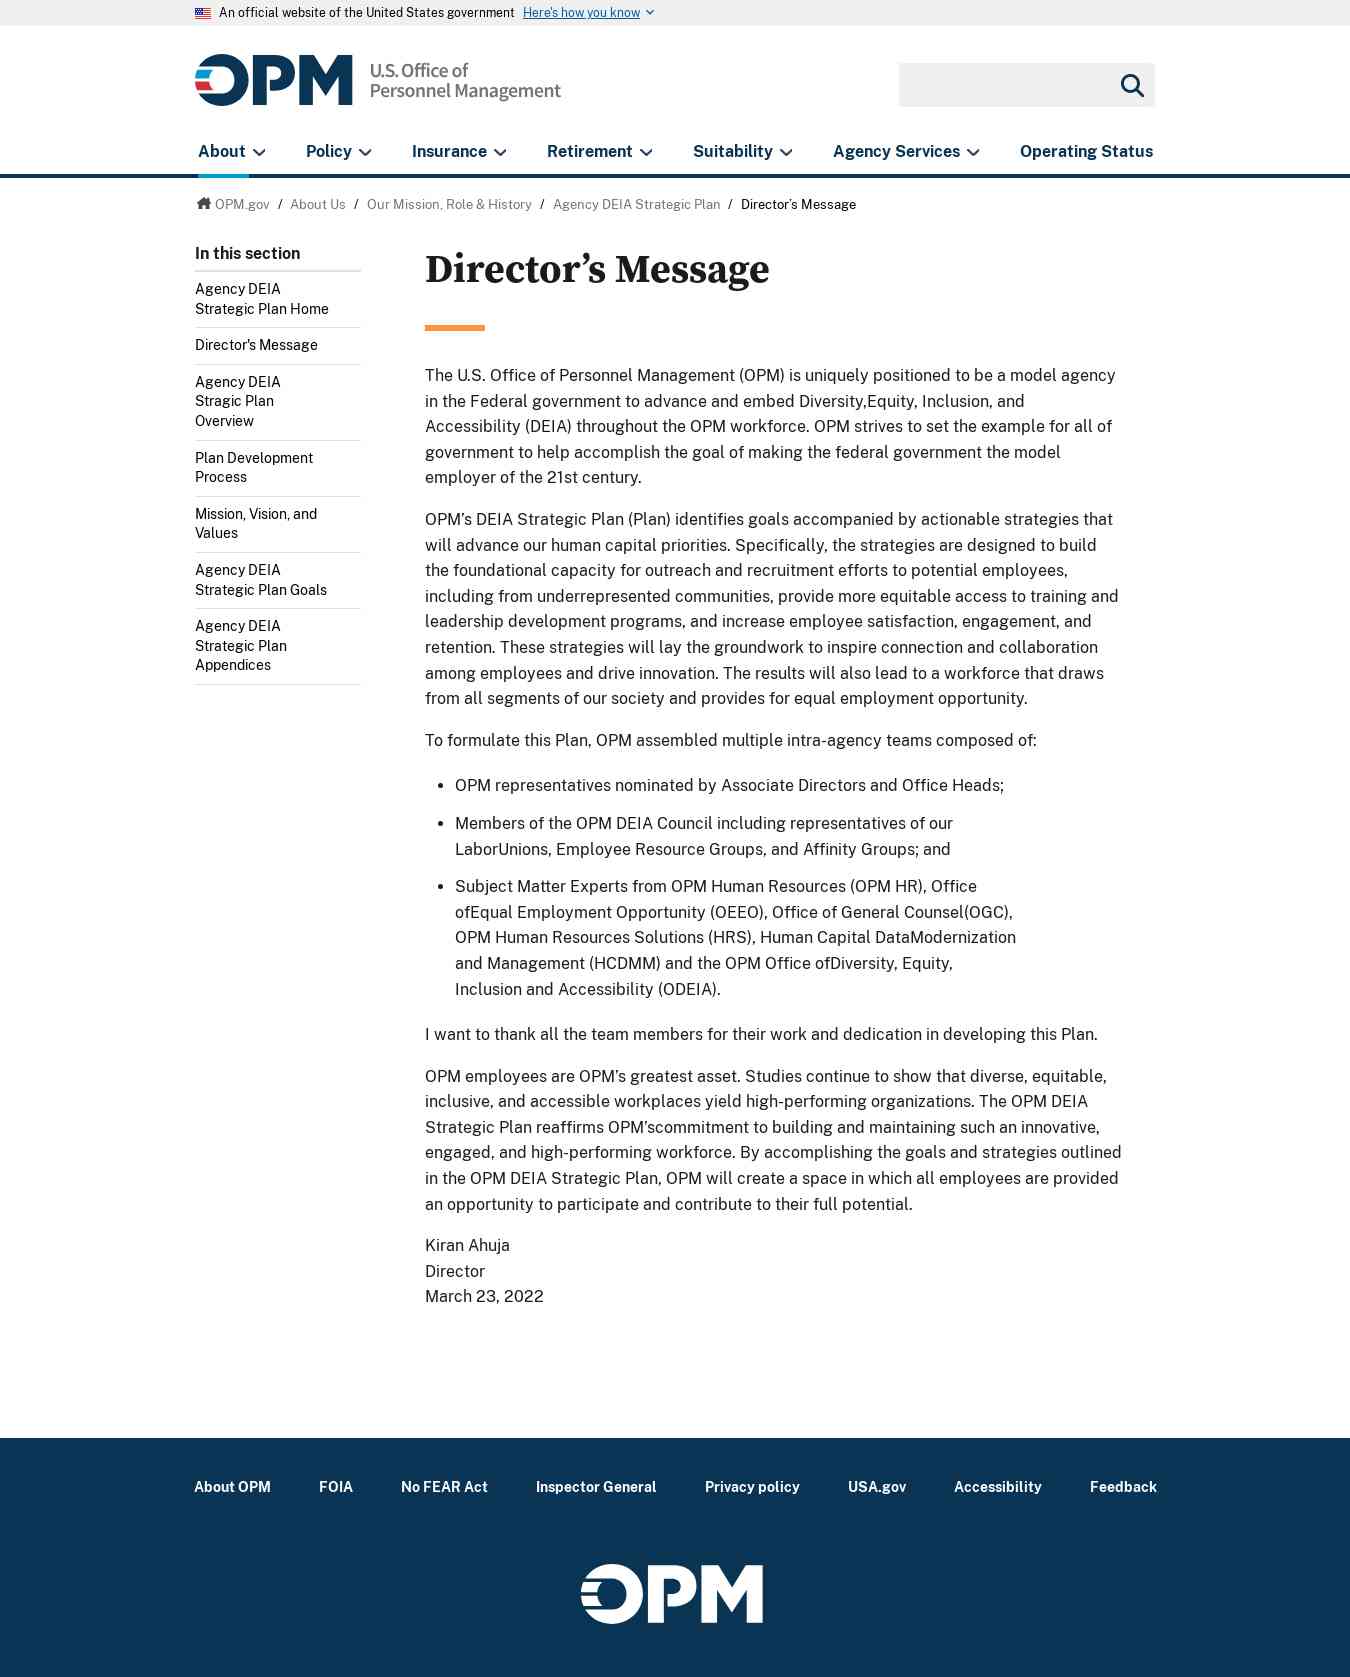 An official website of the United States government Here's how you know
OPM U.S. Office of
Personnel Management
About Policy Insurance Retirement Suitability Agency Services Operating Status
OPM.gov / About Us / Our Mission, Role & History / Agency DEIA Strategic Plan / Director’s Message
In this section
Agency DEIA
Strategic Plan Home
Director's Message
Agency DEIA
Stragic Plan
Overview
Plan Development
Process
Mission, Vision, and
Values
Agency DEIA
Strategic Plan Goals
Agency DEIA
Strategic Plan
Appendices
Director’s Message
The U.S. Office of Personnel Management (OPM) is uniquely positioned to be a model agency
in the Federal government to advance and embed Diversity,Equity, Inclusion, and
Accessibility (DEIA) throughout the OPM workforce. OPM strives to set the example for all of
government to help accomplish the goal of making the federal government the model
employer of the 21st century.
OPM’s DEIA Strategic Plan (Plan) identifies goals accompanied by actionable strategies that
will advance our human capital priorities. Specifically, the strategies are designed to build
the foundational capacity for outreach and recruitment efforts to potential employees,
including from underrepresented communities, provide more equitable access to training and
leadership development programs, and increase employee satisfaction, engagement, and
retention. These strategies will lay the groundwork to inspire connection and collaboration
among employees and drive innovation. The results will also lead to a workforce that draws
from all segments of our society and provides for equal employment opportunity.
To formulate this Plan, OPM assembled multiple intra-agency teams composed of:
• OPM representatives nominated by Associate Directors and Office Heads;
• Members of the OPM DEIA Council including representatives of our
LaborUnions, Employee Resource Groups, and Affinity Groups; and
• Subject Matter Experts from OPM Human Resources (OPM HR), Office
ofEqual Employment Opportunity (OEEO), Office of General Counsel(OGC),
OPM Human Resources Solutions (HRS), Human Capital DataModernization
and Management (HCDMM) and the OPM Office ofDiversity, Equity,
Inclusion and Accessibility (ODEIA).
I want to thank all the team members for their work and dedication in developing this Plan.
OPM employees are OPM’s greatest asset. Studies continue to show that diverse, equitable,
inclusive, and accessible workplaces yield high-performing organizations. The OPM DEIA
Strategic Plan reaffirms OPM’scommitment to building and maintaining such an innovative,
engaged, and high-performing workforce. By accomplishing the goals and strategies outlined
in the OPM DEIA Strategic Plan, OPM will create a space in which all employees are provided
an opportunity to participate and contribute to their full potential.
Kiran Ahuja
Director
March 23, 2022
About OPM FOIA No FEAR Act Inspector General Privacy policy USA.gov Accessibility Feedback
OPM